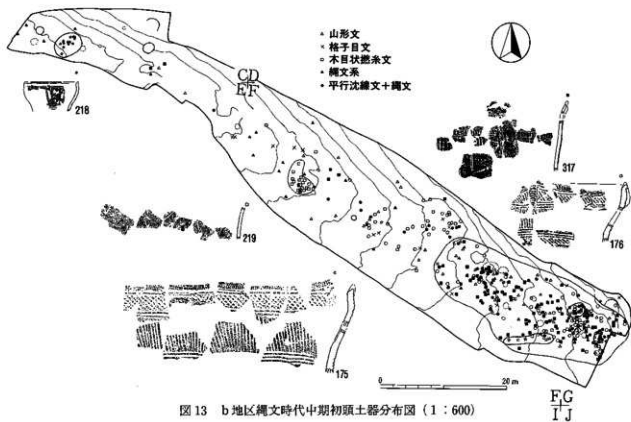 ▲ 山形文
× 格子目文
○ 木目状撚糸文
▲ 縄文系
● 平行沈線文+縄文
CD
EF
218
317
176
219
175
0 20 m
FG
IJ
図13 b地区縄文時代中期初頭土器分布図(1:600)